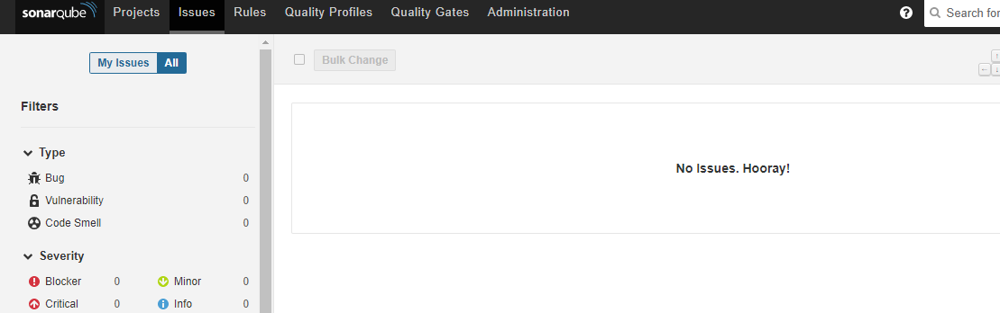 sonarqube Projects Issues Rules Quality Profiles Quality Gates Administration ? Search for
My Issues All
Bulk Change
Filters
Type
Bug 0
Vulnerability 0
Code Smell 0
No Issues. Hooray!
Severity
Blocker 0 Minor 0
Critical 0 Info 0